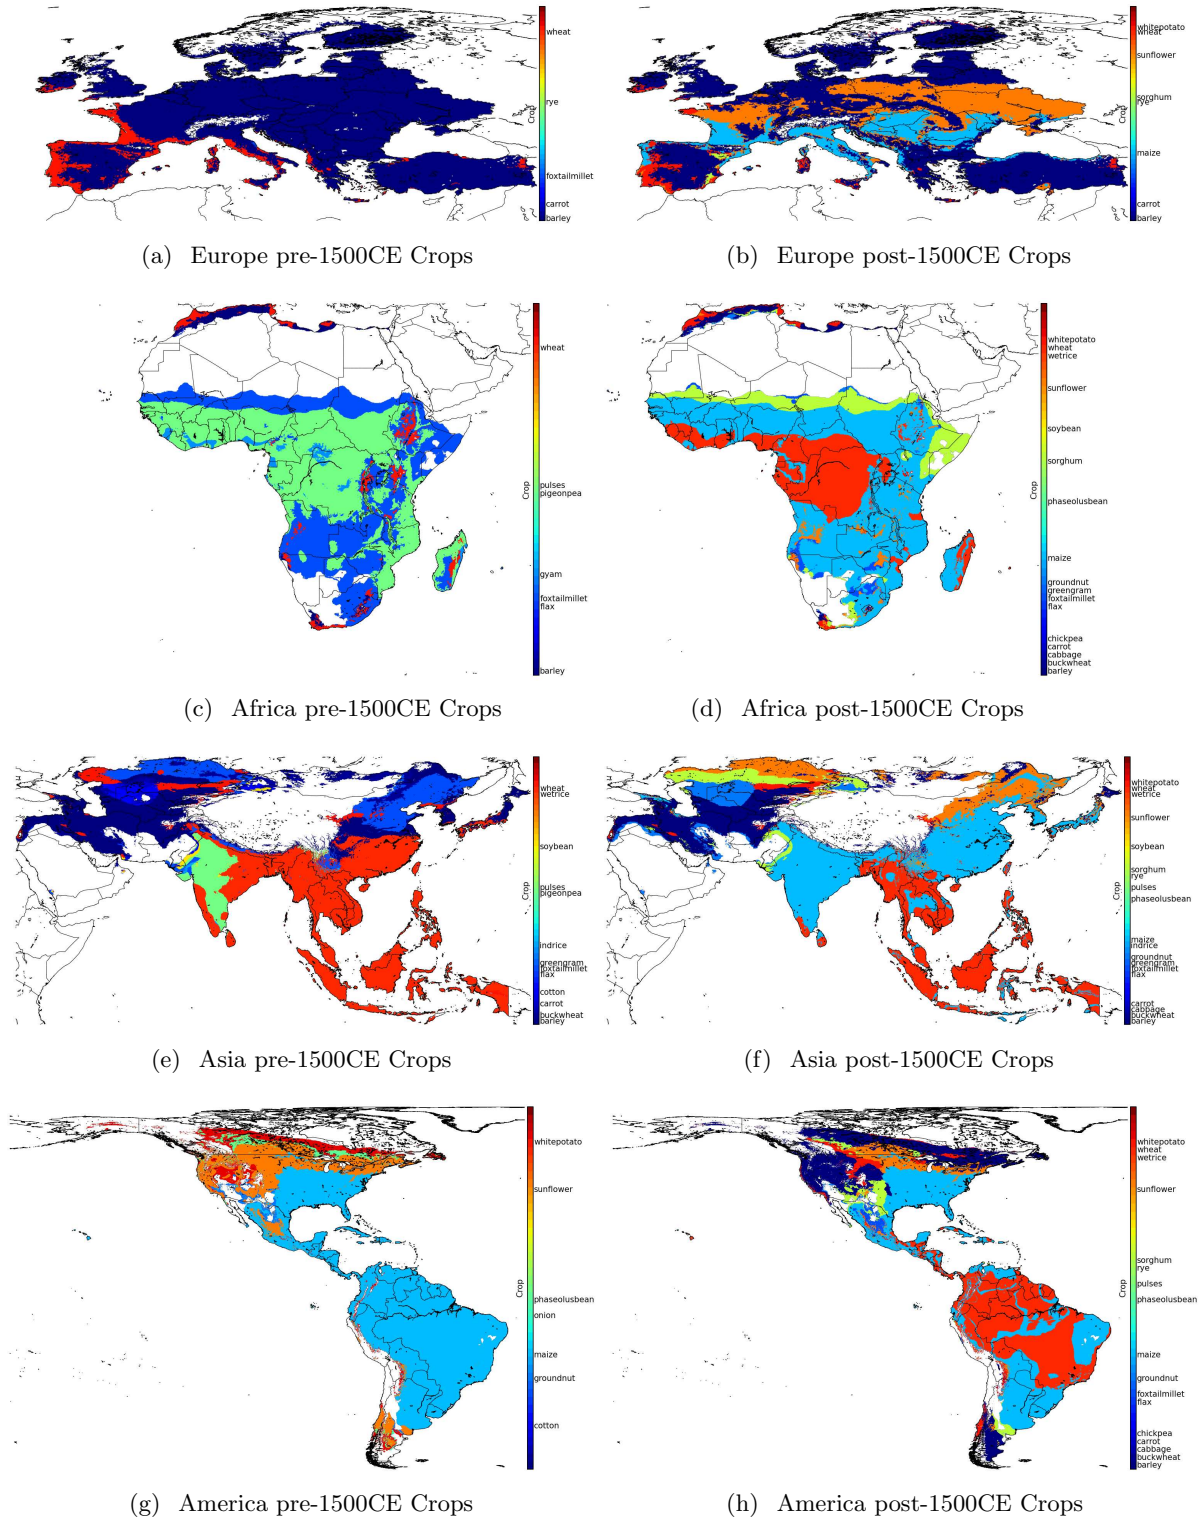 wheat
rye
Crop
foxtailmillet
carrot
barley
(a) Europe pre-1500CE Crops
whitepotato
wheat
sunflower
sorghum
rye
Crop
maize
carrot
barley
(b) Europe post-1500CE Crops
wheat
Crop
pulses
pigeonpea
gyam
foxtailmillet
flax
barley
(c) Africa pre-1500CE Crops
whitepotato
wheat
wetrice
sunflower
soybean
sorghum
Crop
phaseolusbean
maize
groundnut
greengram
foxtailmillet
flax
chickpea
carrot
cabbage
buckwheat
barley
(d) Africa post-1500CE Crops
wheat
wetrice
soybean
Crop
pulses
pigeonpea
indrice
greengram
foxtailmillet
flax
cotton
carrot
buckwheat
barley
(e) Asia pre-1500CE Crops
whitepotato
wheat
wetrice
sunflower
soybean
sorghum
rye
Crop
pulses
phaseolusbean
maize
indrice
groundnut
greengram
foxtailmillet
flax
carrot
cabbage
buckwheat
barley
(f) Asia post-1500CE Crops
whitepotato
sunflower
Crop
phaseolusbean
onion
maize
groundnut
cotton
(g) America pre-1500CE Crops
whitepotato
wheat
wetrice
sunflower
sorghum
rye
Crop
pulses
phaseolusbean
maize
groundnut
foxtailmillet
flax
chickpea
carrot
cabbage
buckwheat
barley
(h) America post-1500CE Crops